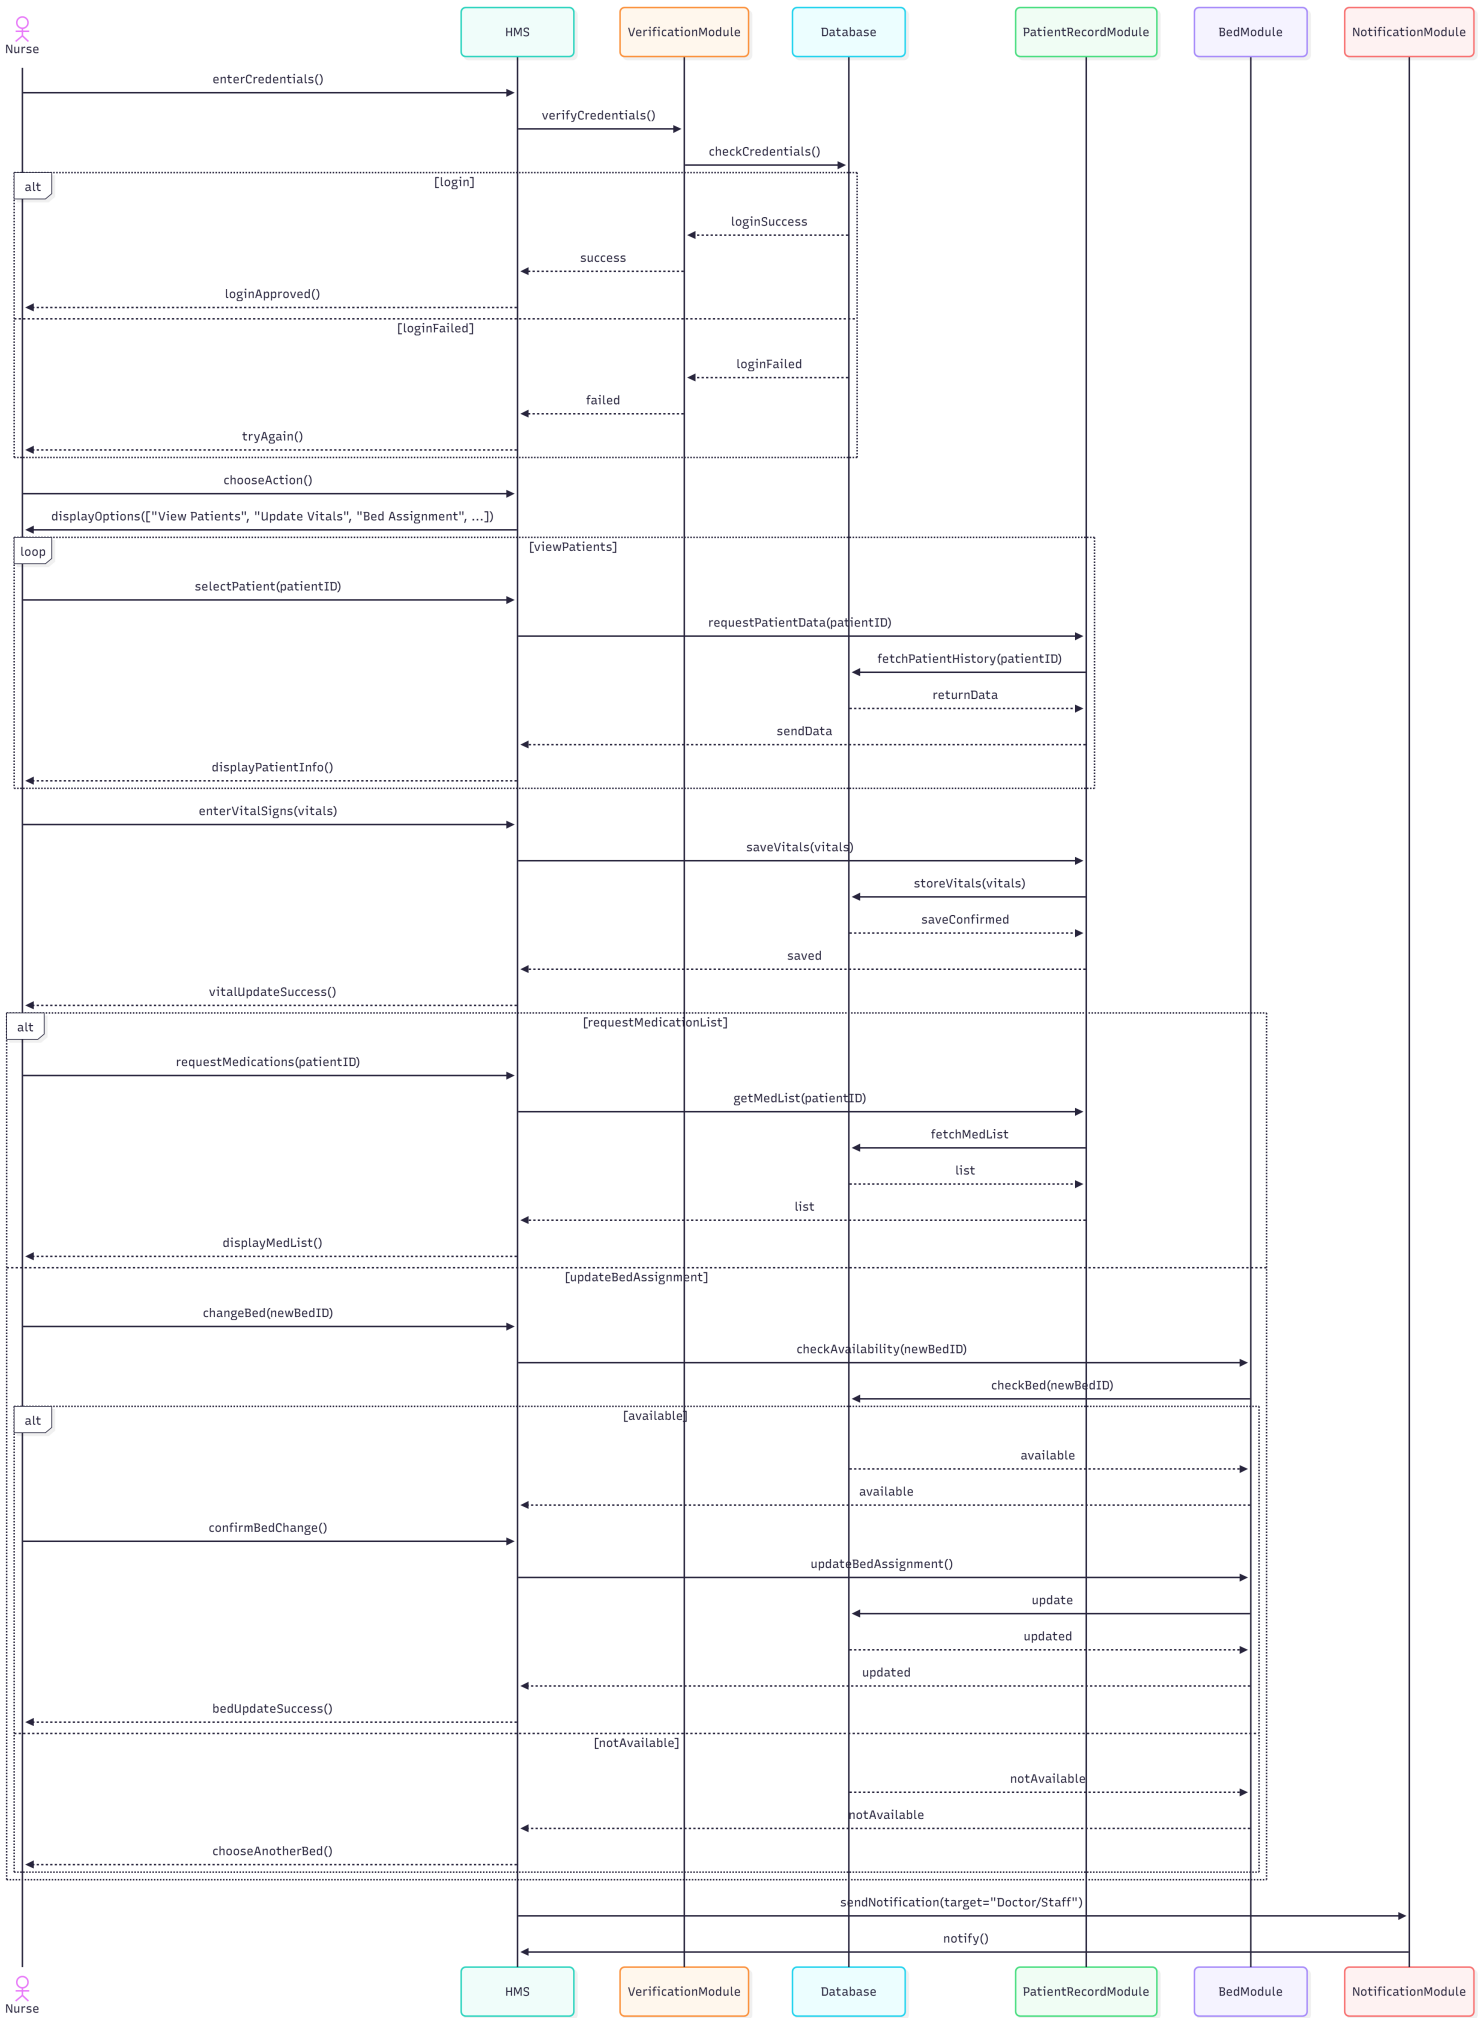 Nurse
HMS
VerificationModule
Database
PatientRecordModule
BedModule
NotificationModule
enterCredentials()
verifyCredentials()
checkCredentials()
alt
[login]
loginSuccess
success
loginApproved()
[loginFailed]
loginFailed
failed
tryAgain()
chooseAction()
displayOptions(["View Patients", "Update Vitals", "Bed Assignment", ...])
loop
[viewPatients]
selectPatient(patientID)
requestPatientData(patientID)
fetchPatientHistory(patientID)
returnData
sendData
displayPatientInfo()
enterVitalSigns(vitals)
saveVitals(vitals)
storeVitals(vitals)
saveConfirmed
saved
vitalUpdateSuccess()
alt
[requestMedicationList]
requestMedications(patientID)
getMedList(patientID)
fetchMedList
list
list
displayMedList()
[updateBedAssignment]
changeBed(newBedID)
checkAvailability(newBedID)
checkBed(newBedID)
alt
[available]
available
available
confirmBedChange()
updateBedAssignment()
update
updated
updated
bedUpdateSuccess()
[notAvailable]
notAvailable
notAvailable
chooseAnotherBed()
sendNotification(target="Doctor/Staff")
notify()
Nurse
HMS
VerificationModule
Database
PatientRecordModule
BedModule
NotificationModule